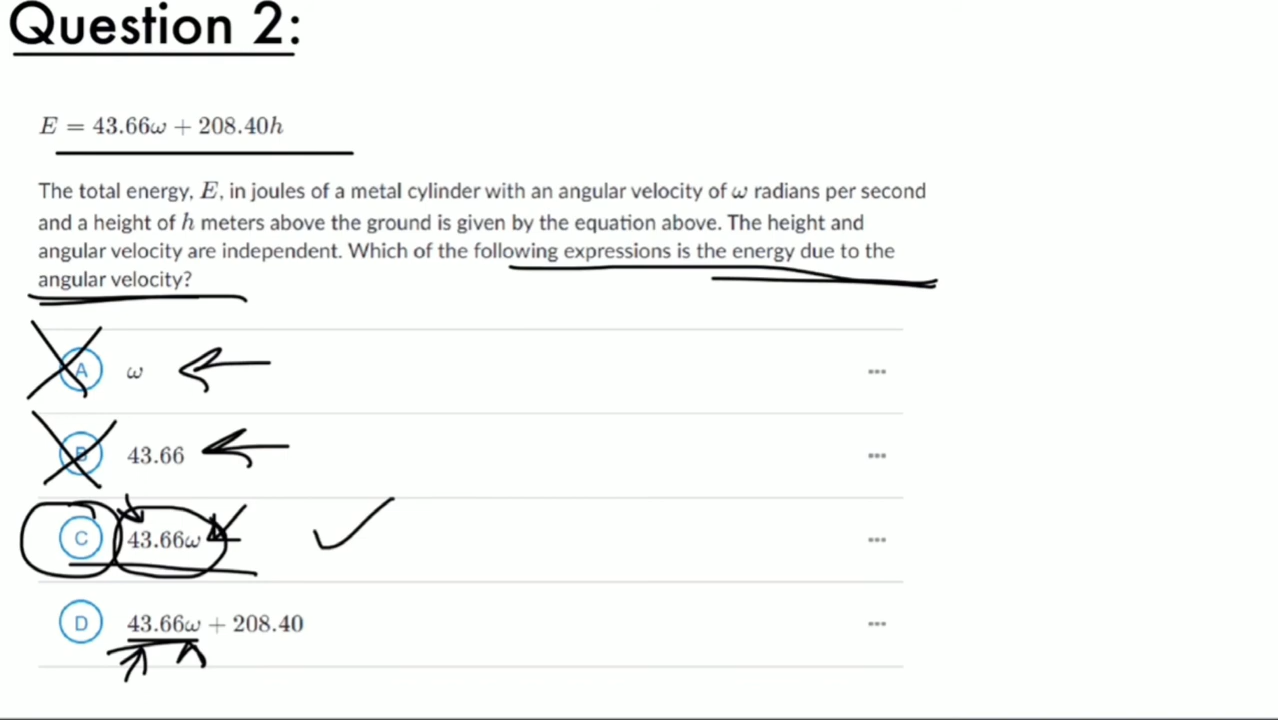 Question 2:
E = 43.66ω + 208.40h
The total energy, E, in joules of a metal cylinder with an angular velocity of ω radians per second
and a height of h meters above the ground is given by the equation above. The height and
angular velocity are independent. Which of the following expressions is the energy due to the
angular velocity?
A ω
B 43.66
C 43.66ω
D 43.66ω + 208.40